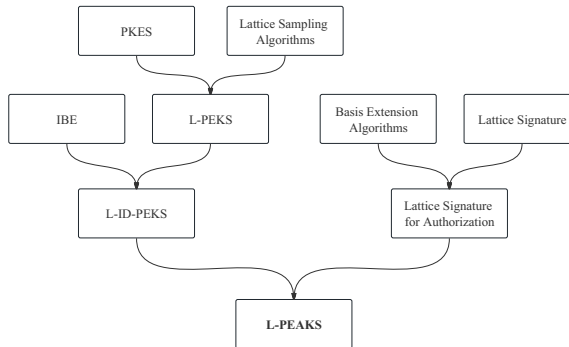 PKES
Lattice Sampling
Algorithms
IBE
L-PEKS
Basis Extension
Algorithms
Lattice Signature
L-ID-PEKS
Lattice Signature
for Authorization
L-PEAKS